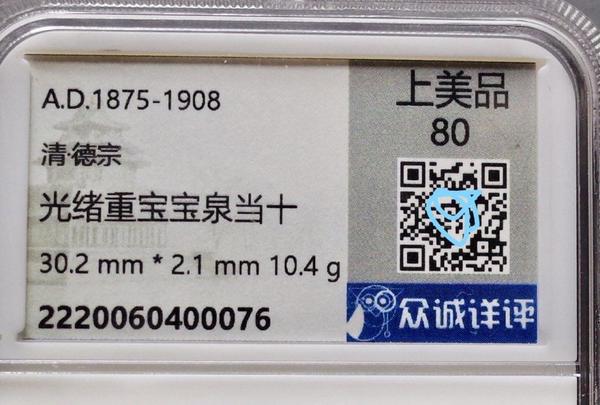 A.D.1875-1908
清·德宗
光绪重宝宝泉当十
30.2 mm * 2.1 mm 10.4 g
2220060400076
上美品
80
众诚详评